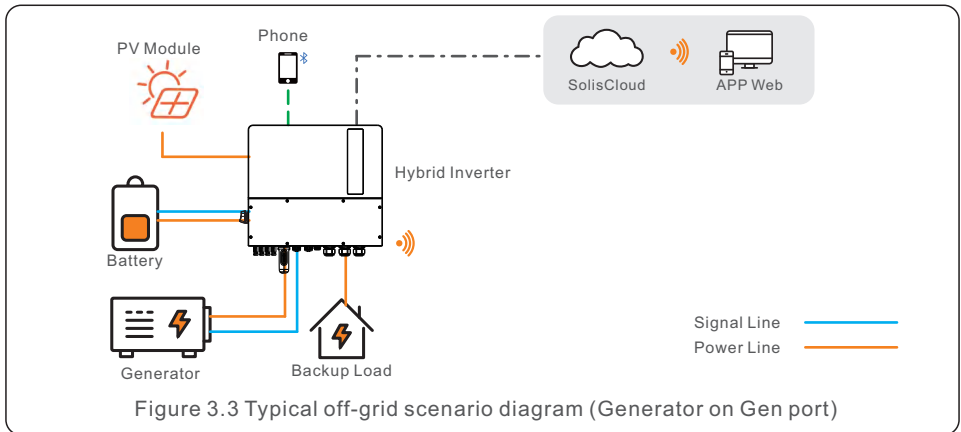 Phone
PV Module
SolisCloud
APP Web
Hybrid Inverter
Battery
Generator
Backup Load
Signal Line
Power Line
Figure 3.3 Typical off-grid scenario diagram (Generator on Gen port)